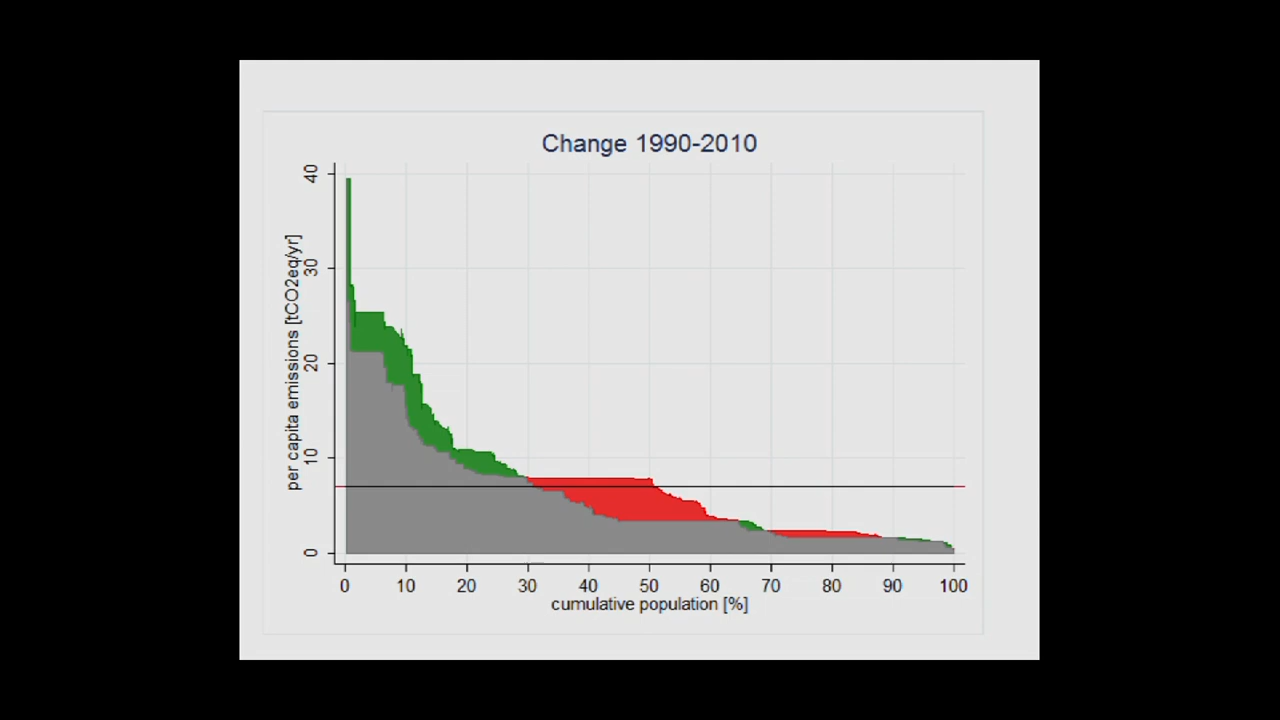 Change 1990-2010
per capita emissions [tCO2eq/yr]
40
30
20
10
0
0 10 20 30 40 50 60 70 80 90 100
cumulative population [%]